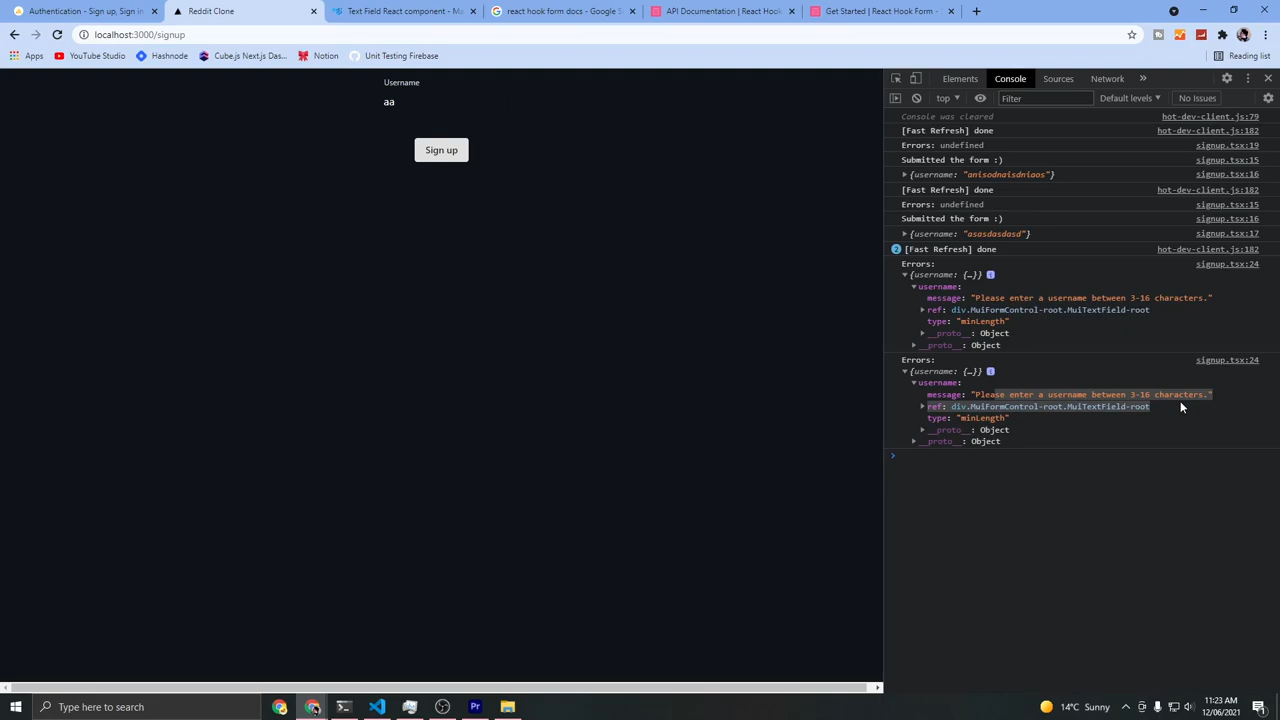 Authentication - Sign up, Sign in
Reddit Clone
Text Field React component - Ma
react hook form docs - Google S
API Documentation | React Hook
Get Started | React Hook Form -
localhost:3000/signup
Apps
YouTube Studio
Hashnode
Cube.js Next.js Das...
Notion
Unit Testing Firebase
Reading list
Username
aa
Sign up
Elements
Console
Sources
Network
top
Filter
Default levels
No Issues
Console was cleared hot-dev-client.js:79
[Fast Refresh] done hot-dev-client.js:182
Errors: undefined signup.tsx:19
Submitted the form :) signup.tsx:15
{username: "anisodnaisdniaos"} signup.tsx:16
[Fast Refresh] done hot-dev-client.js:182
Errors: undefined signup.tsx:15
Submitted the form :) signup.tsx:16
{username: "asasdasdasd"} signup.tsx:17
2 [Fast Refresh] done hot-dev-client.js:182
Errors: signup.tsx:24
{username: {…}} i
username:
message: "Please enter a username between 3-16 characters."
ref: div.MuiFormControl-root.MuiTextField-root
type: "minLength"
__proto__: Object
__proto__: Object
Errors: signup.tsx:24
{username: {…}} i
username:
message: "Please enter a username between 3-16 characters."
ref: div.MuiFormControl-root.MuiTextField-root
type: "minLength"
__proto__: Object
__proto__: Object
Type here to search
Pr
14°C Sunny
11:23 AM
12/06/2021